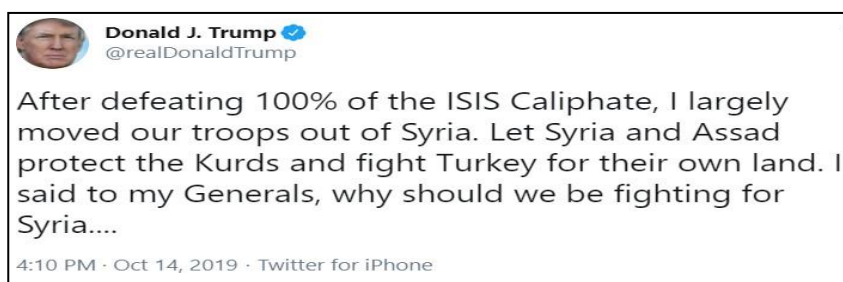 Donald J. Trump
@realDonaldTrump
After defeating 100% of the ISIS Caliphate, I largely
moved our troops out of Syria. Let Syria and Assad
protect the Kurds and fight Turkey for their own land. I
said to my Generals, why should we be fighting for
Syria....
4:10 PM · Oct 14, 2019 · Twitter for iPhone